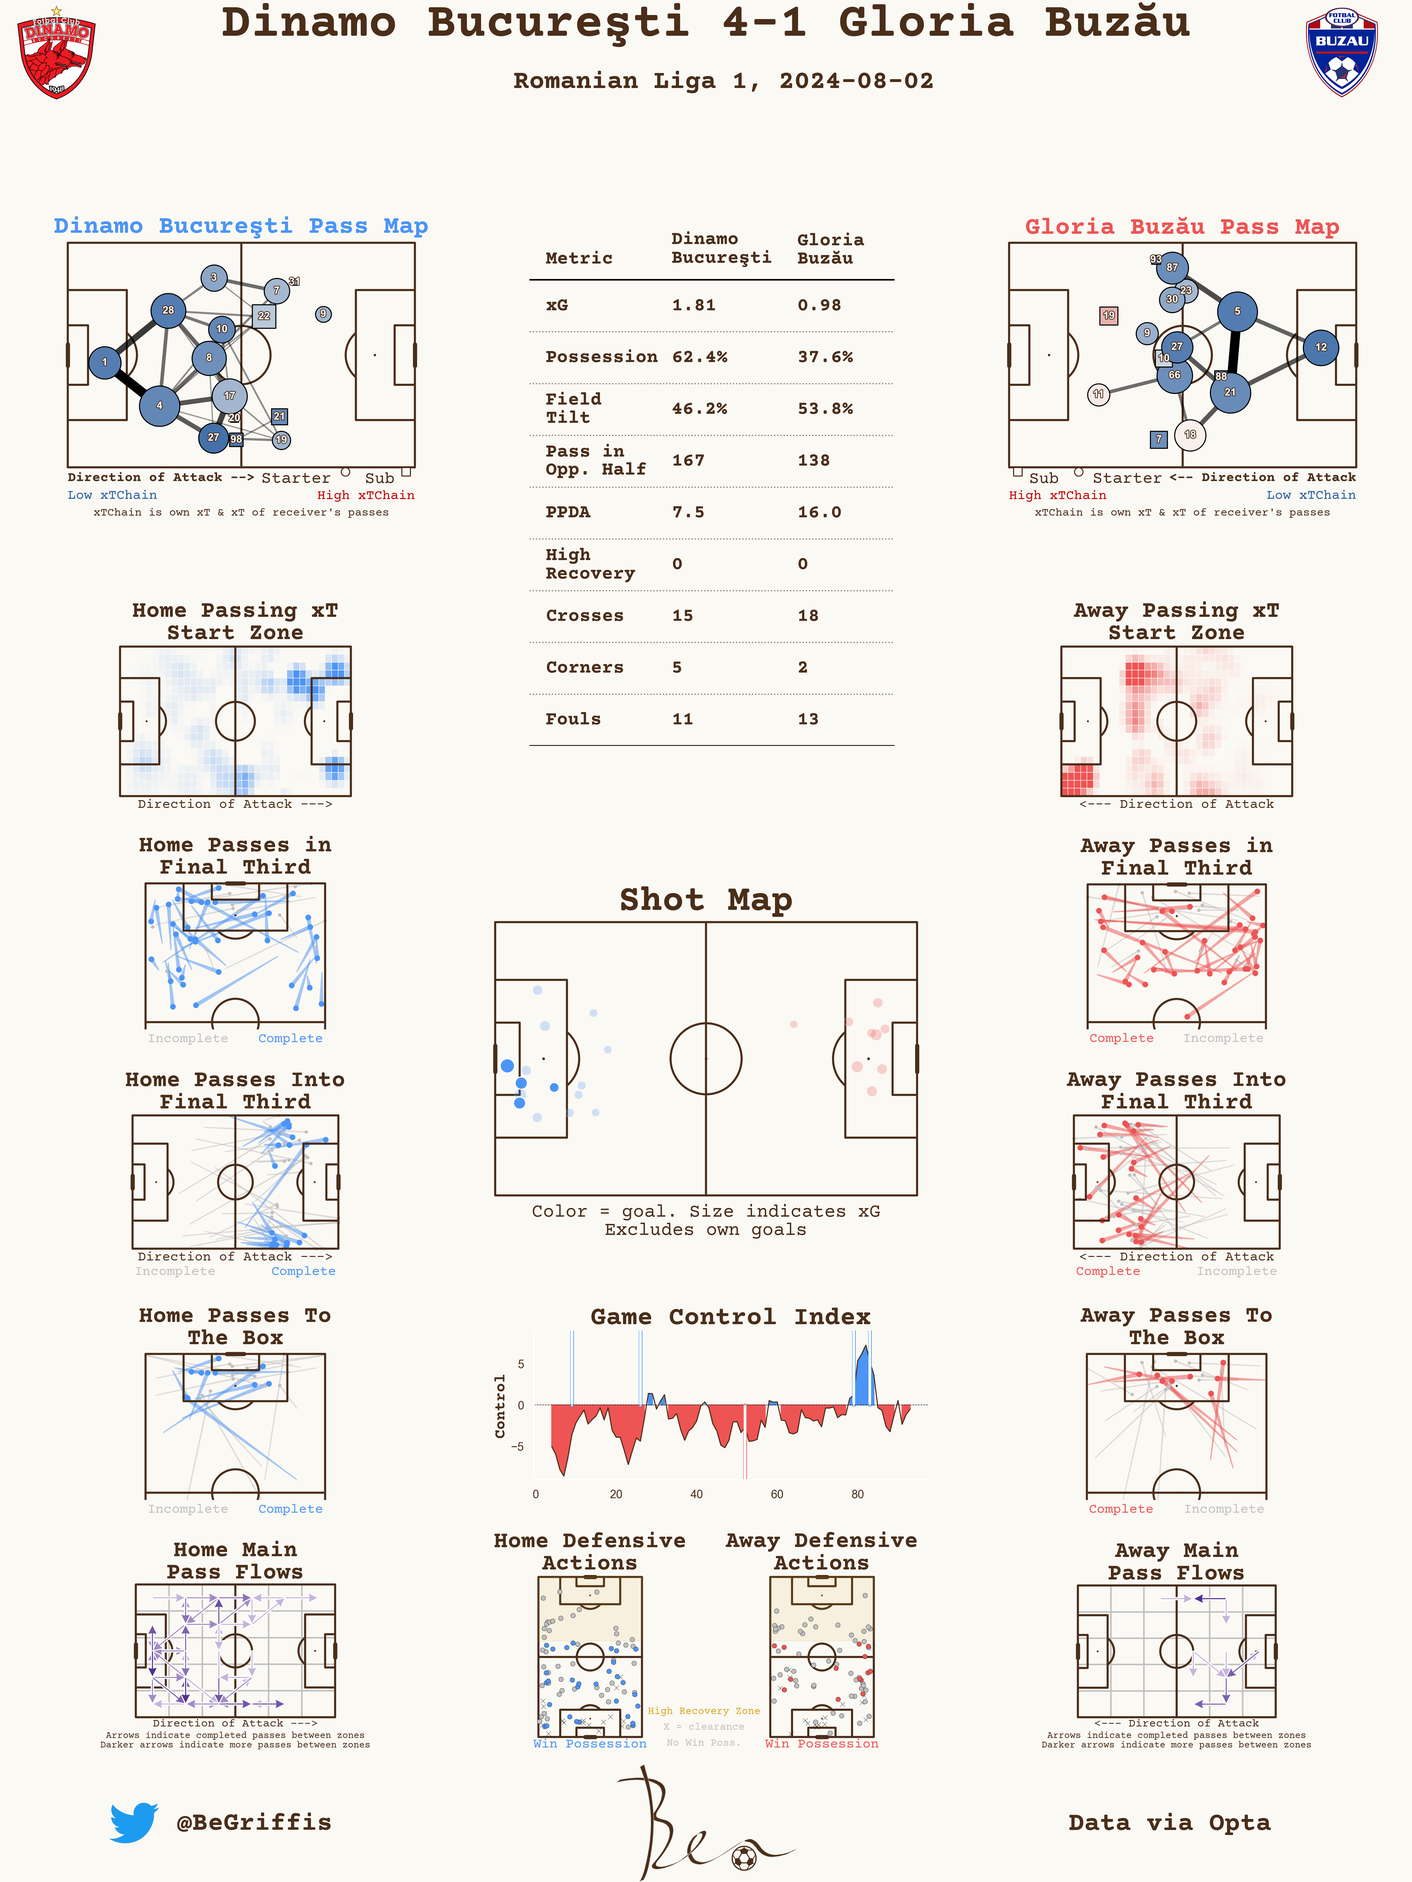 Dinamo Bucureşti 4-1 Gloria Buzău
Romanian Liga 1, 2024-08-02
Fotbal Club
DINAMO
BUCUREȘTI
1948
FOTBAL
CLUB
BUZAU
Dinamo Bucureşti Pass Map
3
31
7
28
22
9
10
8
1
17
4
20
21
27
98
19
Direction of Attack --> Starter Sub
Low xTChain High xTChain
xTChain is own xT & xT of receiver's passes
Metric Dinamo Bucureşti Gloria Buzău
xG 1.81 0.98
Possession 62.4% 37.6%
Field Tilt 46.2% 53.8%
Pass in Opp. Half 167 138
PPDA 7.5 16.0
High Recovery 0 0
Crosses 15 18
Corners 5 2
Fouls 11 13
Gloria Buzău Pass Map
93
87
23
30
19
5
9
27
12
10
66
88
11
21
18
7
Sub Starter <-- Direction of Attack
High xTChain Low xTChain
xTChain is own xT & xT of receiver's passes
Home Passing xT
Start Zone
Direction of Attack --->
Away Passing xT
Start Zone
<--- Direction of Attack
Home Passes in
Final Third
Incomplete Complete
Shot Map
Color = goal. Size indicates xG
Excludes own goals
Away Passes in
Final Third
Complete Incomplete
Home Passes Into
Final Third
Direction of Attack --->
Incomplete Complete
Away Passes Into
Final Third
<--- Direction of Attack
Complete Incomplete
Home Passes To
The Box
Incomplete Complete
Game Control Index
Control
5
0
−5
0 20 40 60 80
Away Passes To
The Box
Complete Incomplete
Home Main
Pass Flows
Direction of Attack --->
Arrows indicate completed passes between zones
Darker arrows indicate more passes between zones
Home Defensive
Actions
Win Possession
High Recovery Zone
X = clearance
No Win Poss.
Away Defensive
Actions
Win Possession
Away Main
Pass Flows
<--- Direction of Attack
Arrows indicate completed passes between zones
Darker arrows indicate more passes between zones
@BeGriffis
Ben
Data via Opta